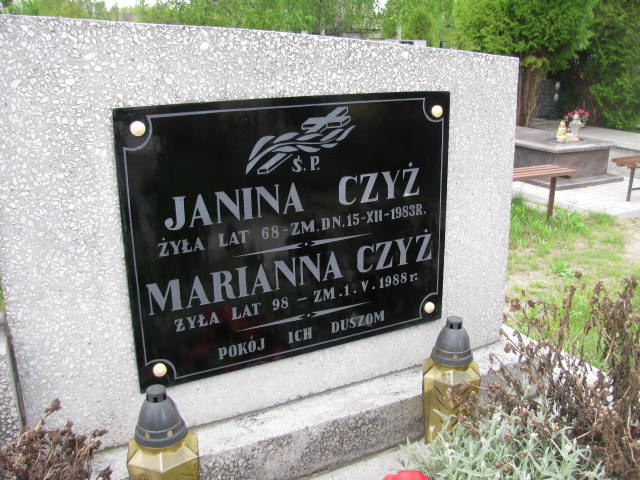 Ś.P.
JANINA CZYŻ
ŻYŁA LAT 68-ZM.DN.15-XII-1983R.
MARIANNA CZYŻ
ŻYŁA LAT 98 - ZM.1.V.1988r.
POKÓJ ICH DUSZOM